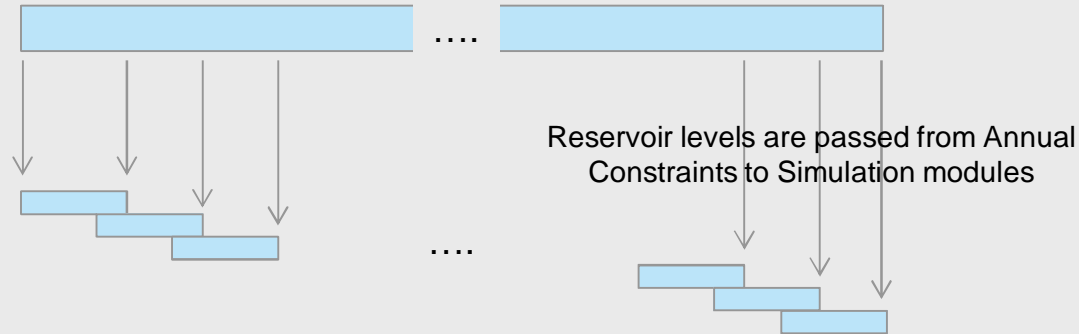 ....
Reservoir levels are passed from Annual
Constraints to Simulation modules
....